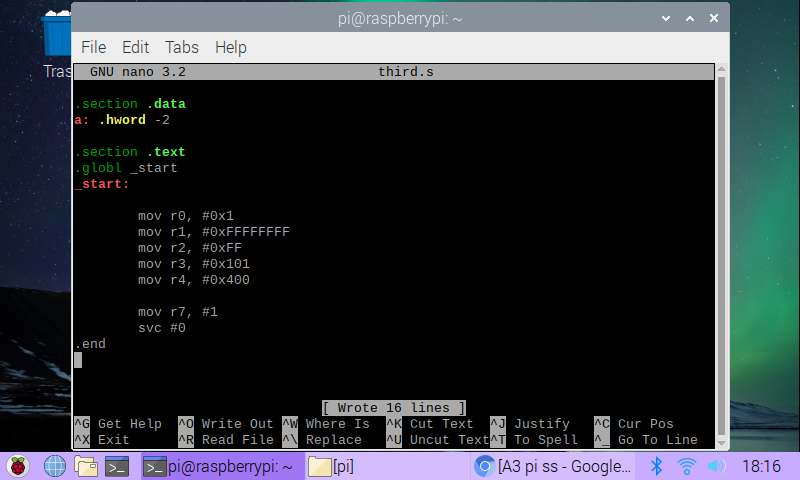 pi@raspberrypi: ~
File Edit Tabs Help
Tras
GNU nano 3.2 third.s
.section .data
a: .hword -2
.section .text
.globl _start
_start:
mov r0, #0x1
mov r1, #0xFFFFFFFF
mov r2, #0xFF
mov r3, #0x101
mov r4, #0x400
mov r7, #1
svc #0
.end
[ Wrote 16 lines ]
^G Get Help ^O Write Out ^W Where Is ^K Cut Text ^J Justify ^C Cur Pos
^X Exit ^R Read File ^\ Replace ^U Uncut Text ^T To Spell ^_ Go To Line
pi@raspberrypi: ~ [pi] [A3 pi ss - Google... 18:16